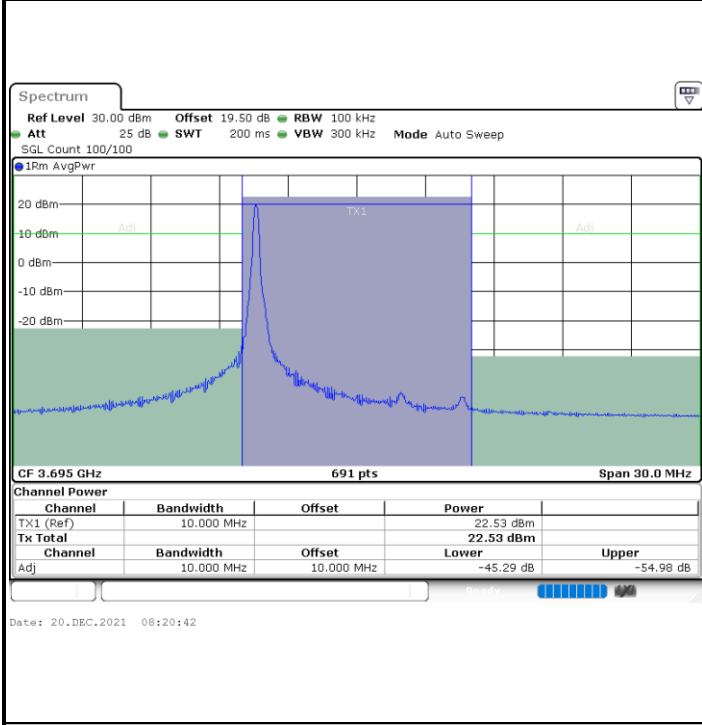 Spectrum
Ref Level 30.00 dBm Offset 19.50 dB RBW 100 kHz
Att 25 dB SWT 200 ms VBW 300 kHz Mode Auto Sweep
SGL Count 100/100
1Rm AvgPwr
20 dBm
TX1
Adj Adj
10 dBm
0 dBm
-10 dBm
-20 dBm
CF 3.695 GHz 691 pts Span 30.0 MHz
Channel Power
Channel Bandwidth Offset Power
TX1 (Ref) 10.000 MHz 22.53 dBm
Tx Total 22.53 dBm
Channel Bandwidth Offset Lower Upper
Adj 10.000 MHz 10.000 MHz -45.29 dB -54.98 dB
Ready
Date: 20.DEC.2021 08:20:42